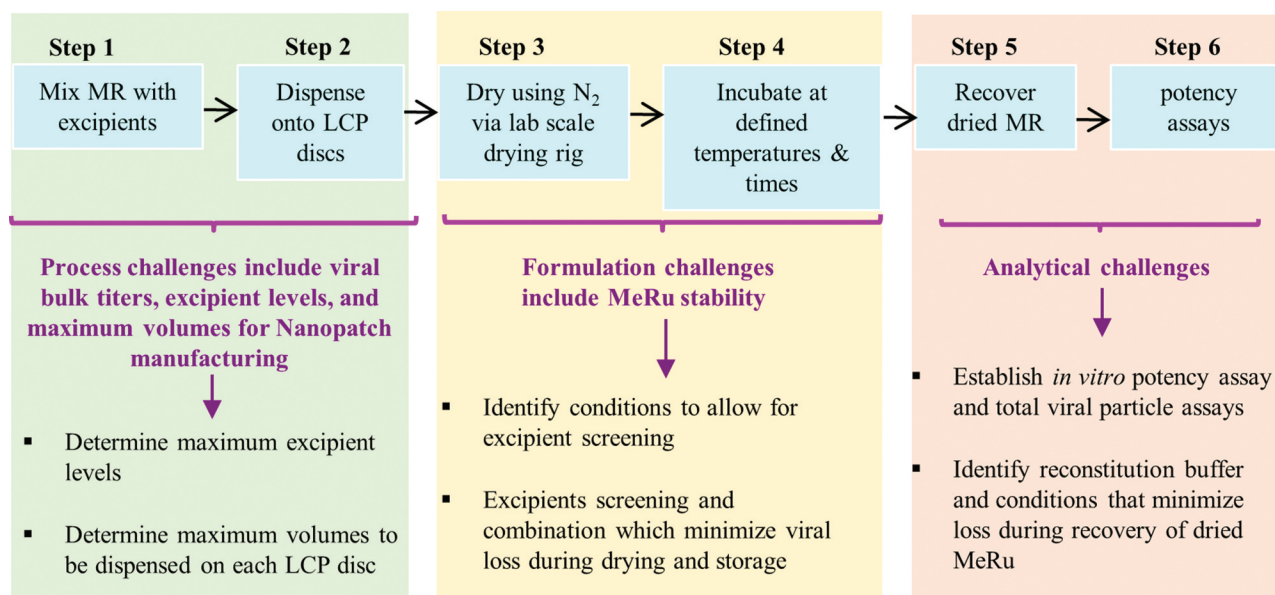 Step 1
Mix MR with
excipients
Step 2
Dispense
onto LCP
discs
Step 3
Dry using N₂
via lab scale
drying rig
Step 4
Incubate at
defined
temperatures &
times
Step 5
Recover
dried MR
Step 6
potency
assays
Process challenges include viral
bulk titers, excipient levels, and
maximum volumes for Nanopatch
manufacturing
▪ Determine maximum excipient
levels
▪ Determine maximum volumes to
be dispensed on each LCP disc
Formulation challenges
include MeRu stability
▪ Identify conditions to allow for
excipient screening
▪ Excipients screening and
combination which minimize viral
loss during drying and storage
Analytical challenges
▪ Establish in vitro potency assay
and total viral particle assays
▪ Identify reconstitution buffer
and conditions that minimize
loss during recovery of dried
MeRu